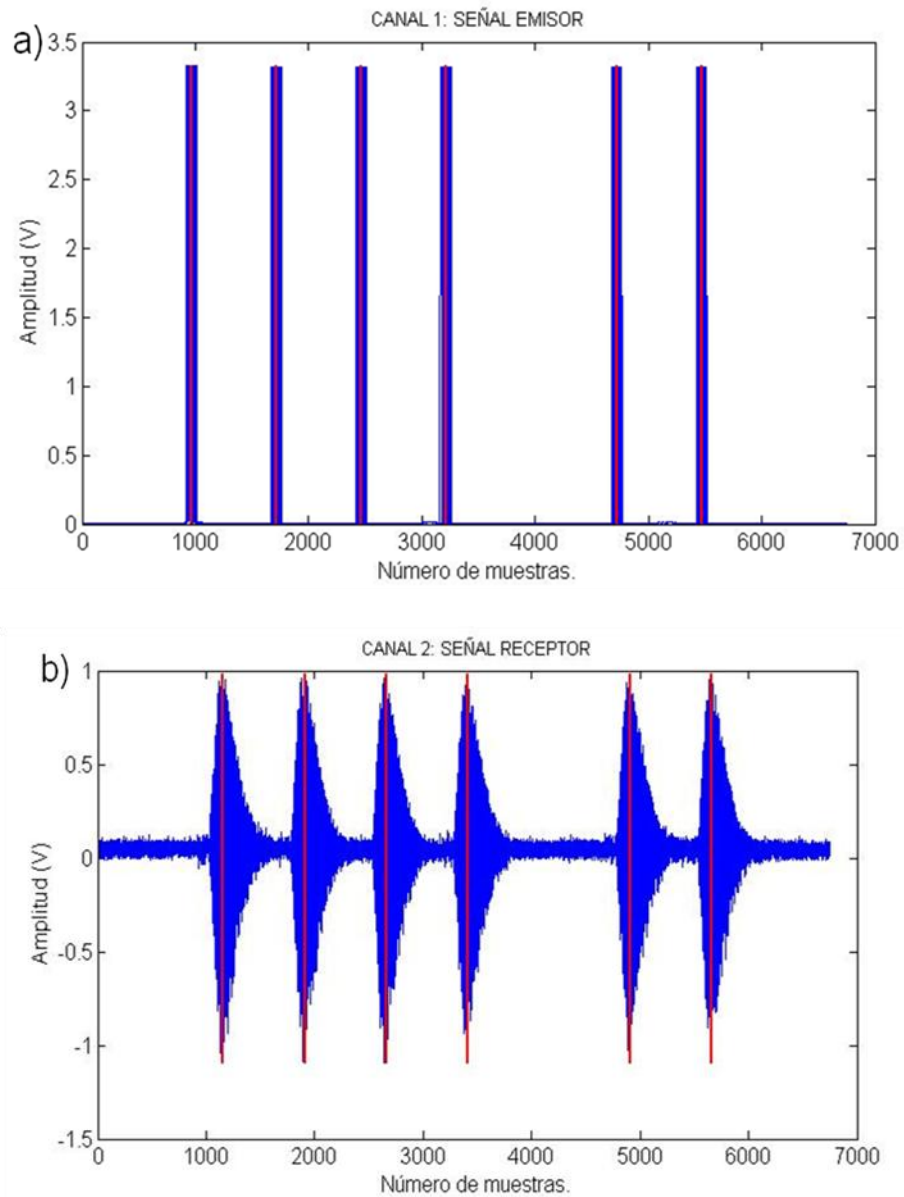 a)
CANAL 1: SEÑAL EMISOR
3.5
3
2.5
2
1.5
1
0.5
0
Amplitud (V)
0 1000 2000 3000 4000 5000 6000 7000
Número de muestras.
b)
CANAL 2: SEÑAL RECEPTOR
1
0.5
0
-0.5
-1
-1.5
Amplitud (V)
0 1000 2000 3000 4000 5000 6000 7000
Número de muestras.